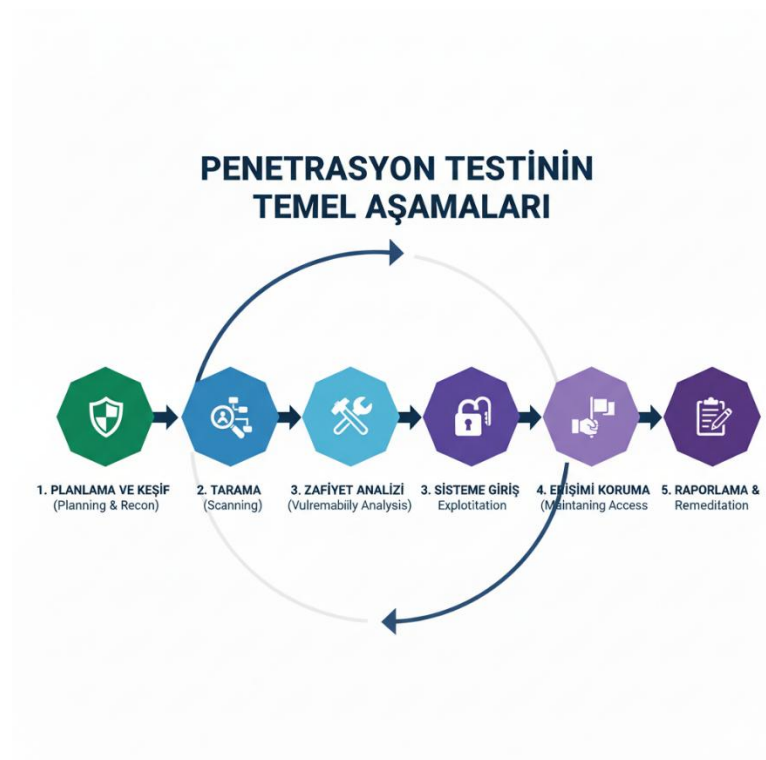 PENETRASYON TESTİNİN
TEMEL AŞAMALARI
1. PLANLAMA VE KEŞİF
(Planning & Recon)
2. TARAMA
(Scanning)
3. ZAFİYET ANALİZİ
(Vulremabiily Analysis)
3. SİSTEME GİRİŞ
Explotitation
4. ERİŞİMİ KORUMA
(Maintaning Access
5. RAPORLAMA &
Remeditation